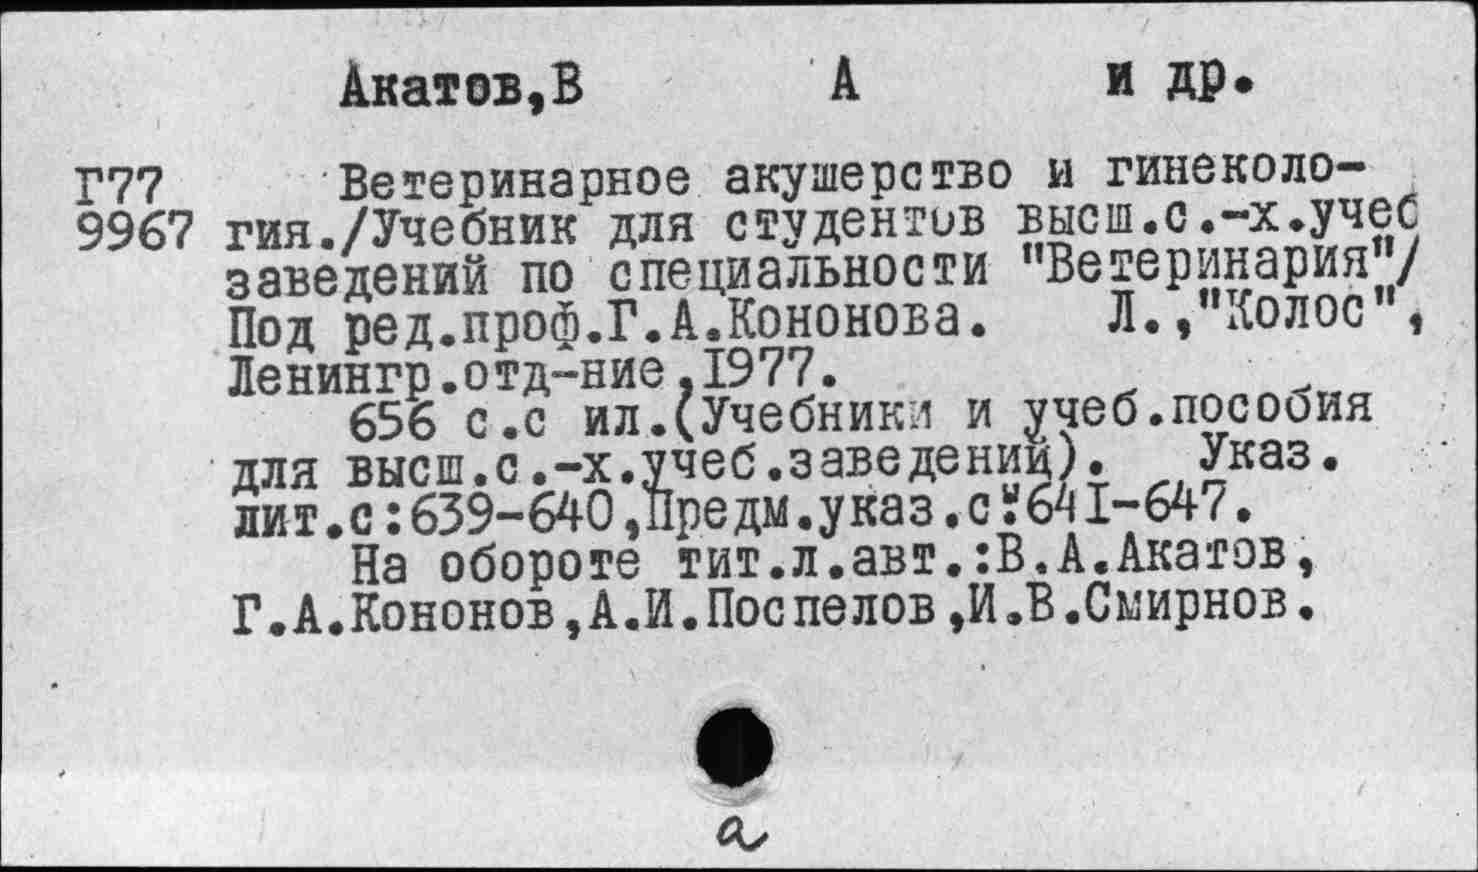 Акатов,В А и др.
Г77 Ветеринарное акушерство и гинеколо-
9967 гия./Учебник для студентов высш.с.-х.учеб
заведений по специальности "Ветеринария"/
Под ред.проф.Г.А.Кононова. Л.,"Колос",
Ленингр.отд-ние,1977.
656 с.с ил.(Учебники и учеб.пособия
для высш.с.-х.учеб.заведений). Указ.
лит.с:639-640,Предм.указ.с:641-647.
На обороте тит.л.авт.:В.А.Акатов,
Г.А.Кононов,А.И.Поспелов,И.В.Смирнов.
а